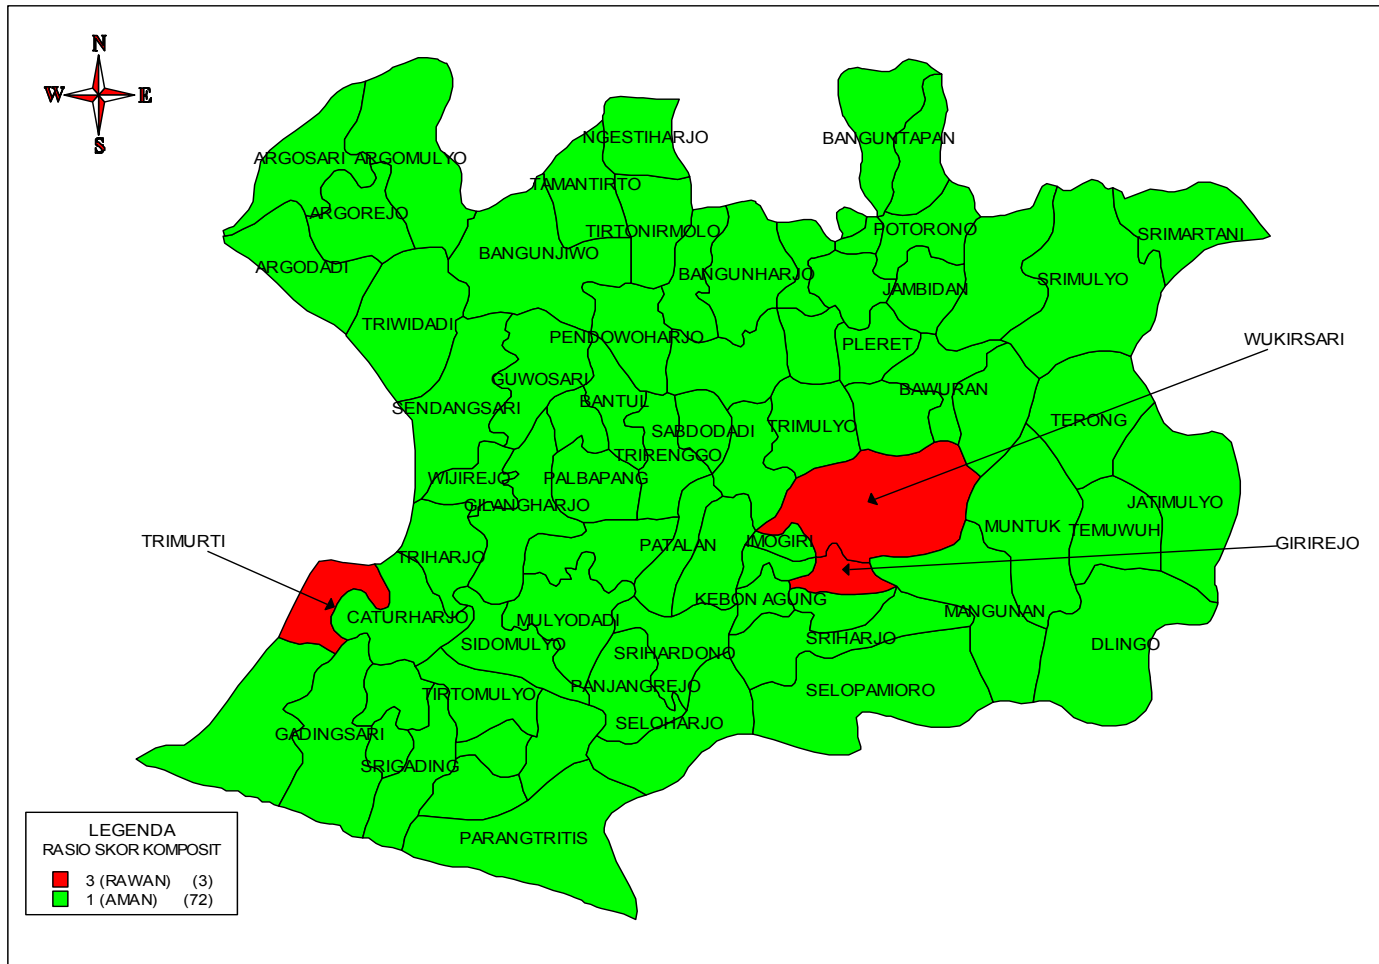 N
W E
S
NGESTIHARJO
BANGUNTAPAN
ARGOSARI
ARGOMULYO
TAMANTIRTO
ARGOREJO
TIRTONIRMOLO
POTORONO
SRIMARTANI
BANGUNJIWO
ARGODADI
BANGUNHARJO
SRIMULYO
JAMBIDAN
TRIWIDADI
PENDOWOHARJO
PLERET
WUKIRSARI
GUWOSARI
BAWURAN
BANTUL
SENDANGSARI
TERONG
SABDODADI
TRIMULYO
TRIRENGGO
WIJIREJO
PALBAPANG
GILANGHARJO
JATIMULYO
MUNTUK
TEMUWUH
TRIMURTI
PATALAN
IMOGIRI
GIRIREJO
TRIHARJO
KEBON AGUNG
MANGUNAN
CATURHARJO
MULYODADI
SRIHARJO
SIDOMULYO
DLINGO
SRIHARDONO
PANJANGREJO
SELOPAMIORO
TIRTOMULYO
SELOHARJO
GADINGSARI
SRIGADING
PARANGTRITIS
LEGENDA
RASIO SKOR KOMPOSIT
3 (RAWAN) (3)
1 (AMAN) (72)